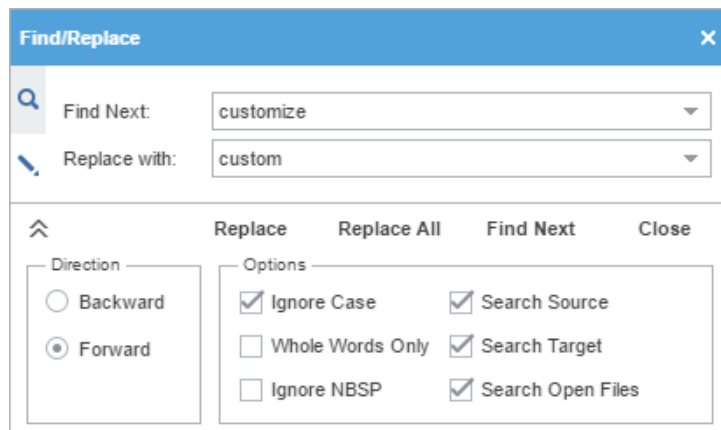 Find/Replace
Find Next: customize
Replace with: custom
Replace Replace All Find Next Close
Direction Options
Backward Ignore Case Search Source
Forward Whole Words Only Search Target
Ignore NBSP Search Open Files